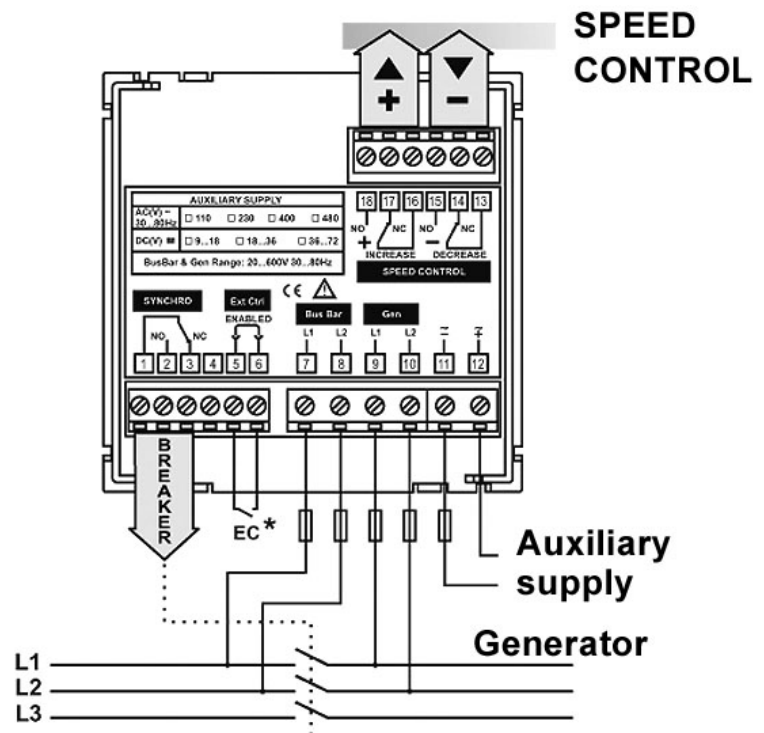 SPEED
CONTROL
+ -
AUXILIARY SUPPLY
AC(V) ~ 30...80Hz □ 110 □ 230 □ 400 □ 480
DC(V) ⎓ □ 9...18 □ 18...36 □ 36...72
BusBar & Gen Range: 20...600V 30...80Hz
18 17 16 15 14 13
NO NC NO NC
+ -
INCREASE DECREASE
SPEED CONTROL
CE
SYNCHRO Ext Ctrl Bus Bar Gen
ENABLED
NO NC L1 L2 L1 L2
1 2 3 4 5 6 7 8 9 10 11 12
BREAKER
EC*
Auxiliary
supply
Generator
L1
L2
L3